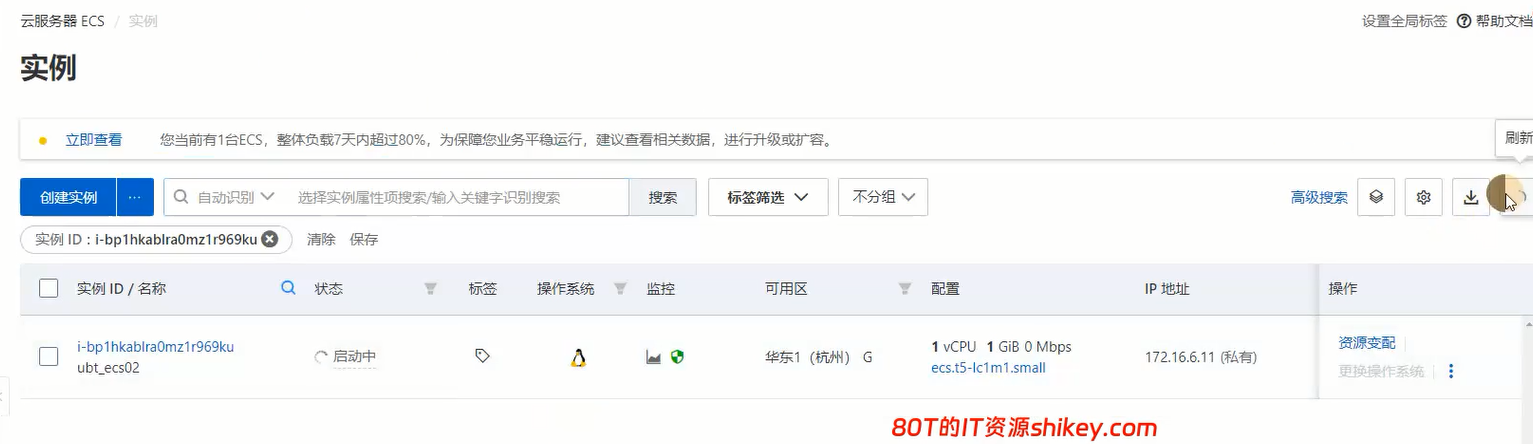 云服务器 ECS / 实例
设置全局标签 帮助文档
实例
立即查看 您当前有1台ECS，整体负载7天内超过80%，为保障您业务平稳运行，建议查看相关数据，进行升级或扩容。
刷新
创建实例 ··· 自动识别 选择实例属性项搜索/输入关键字识别搜索 搜索 标签筛选 不分组 高级搜索
实例 ID : i-bp1hkablra0mz1r969ku 清除 保存
实例 ID / 名称 状态 标签 操作系统 监控 可用区 配置 IP 地址 操作
i-bp1hkablra0mz1r969ku
ubt_ecs02
启动中
华东1（杭州） G
1 vCPU 1 GiB 0 Mbps
ecs.t5-lc1m1.small
172.16.6.11 (私有)
资源变配
更换操作系统
80T的IT资源shikey.com